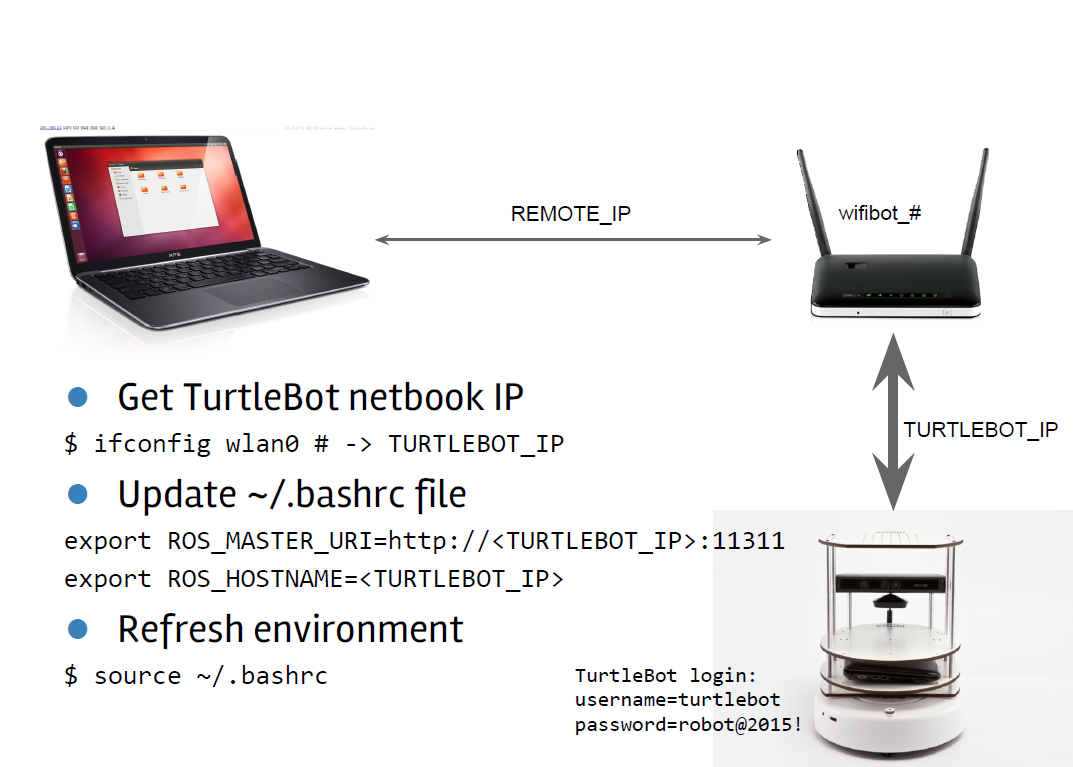 REMOTE_IP
wifibot_#
XPS
Get TurtleBot netbook IP
$ ifconfig wlan0 # -> TURTLEBOT_IP
TURTLEBOT_IP
Update ~/.bashrc file
export ROS_MASTER_URI=http://<TURTLEBOT_IP>:11311
export ROS_HOSTNAME=<TURTLEBOT_IP>
Refresh environment
$ source ~/.bashrc
TurtleBot login:
username=turtlebot
password=robot@2015!